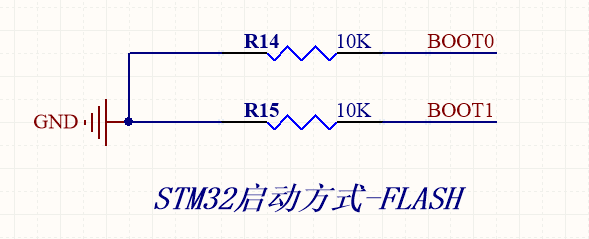 R14 10K BOOT0
R15 10K BOOT1
GND
STM32启动方式-FLASH